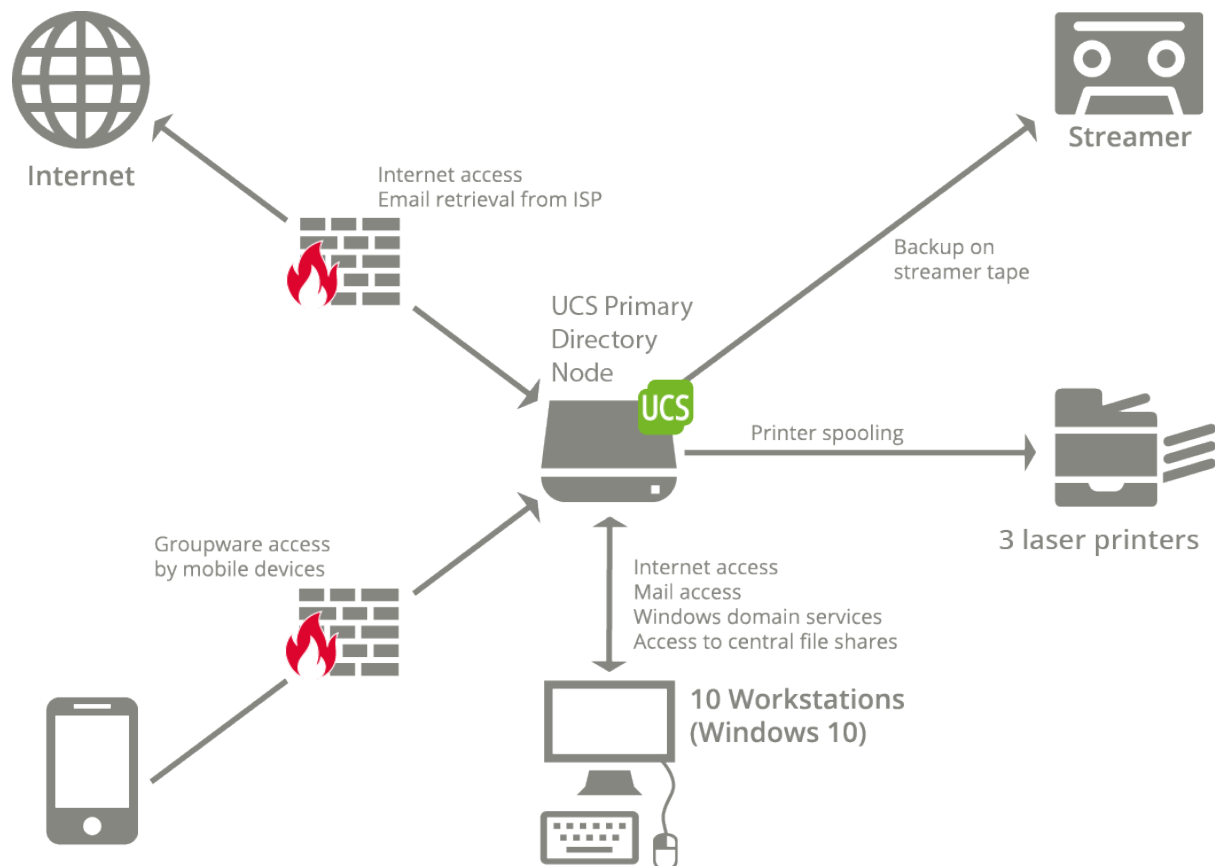 Internet
Internet access
Email retrieval from ISP
Streamer
Backup on
streamer tape
UCS Primary
Directory
Node
UCS
Printer spooling
3 laser printers
Groupware access
by mobile devices
Internet access
Mail access
Windows domain services
Access to central file shares
10 Workstations
(Windows 10)